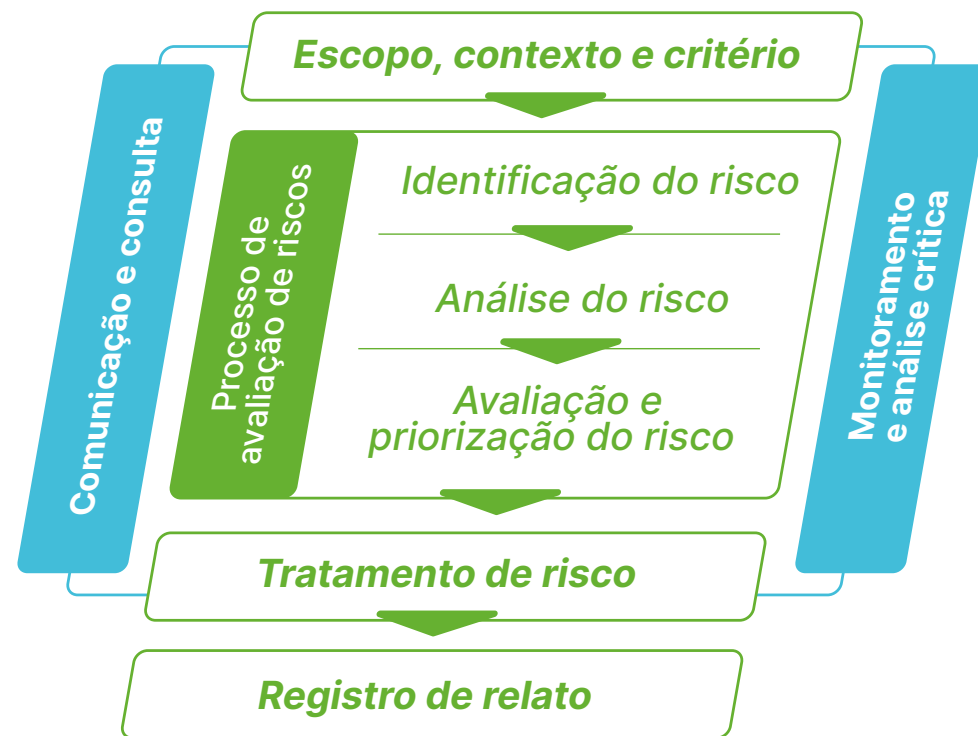 Escopo, contexto e critério
Comunicação e consulta
Processo de
avaliação de riscos
Identificação do risco
Análise do risco
Avaliação e
priorização do risco
Monitoramento
e análise crítica
Tratamento de risco
Registro de relato